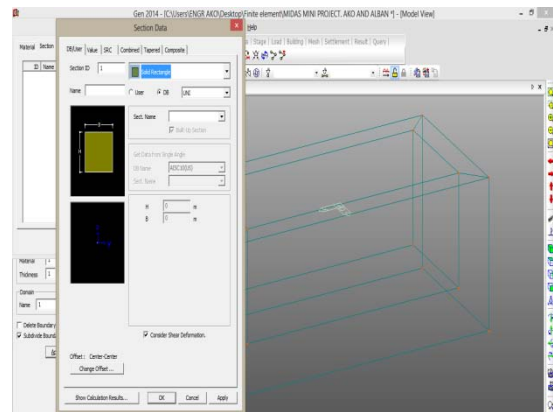 Gen 2014 - [C:\Users\ENGR AKO\Desktop\Finite element\MIDAS MINI PROJECT. AKO AND ALBAN *] - [Model View]
Section Data
Help
Material Section
DB/User Value SRC Combined Tapered Composite
Stage Load Building Mesh Settlement Result Query
ID Name
Section ID 1
Solid Rectangle
Name
User DB UNI
Sect. Name
Built-Up Section
Get Data from Single Angle
DB Name AISC10(US)
Sect. Name
H 0 m
B 0 m
Material 1
Thickness 1
Domain
Name 1
Delete Boundary
Consider Shear Deformation.
Offset : Center-Center
Change Offset ...
Show Calculation Results... OK Cancel Apply